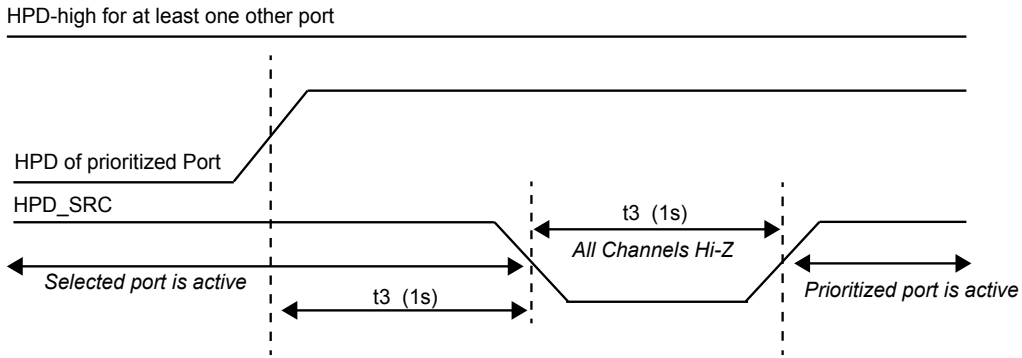 HPD-high for at least one other port
HPD of prioritized Port
HPD_SRC
t3 (1s)
All Channels Hi-Z
Selected port is active
t3 (1s)
Prioritized port is active